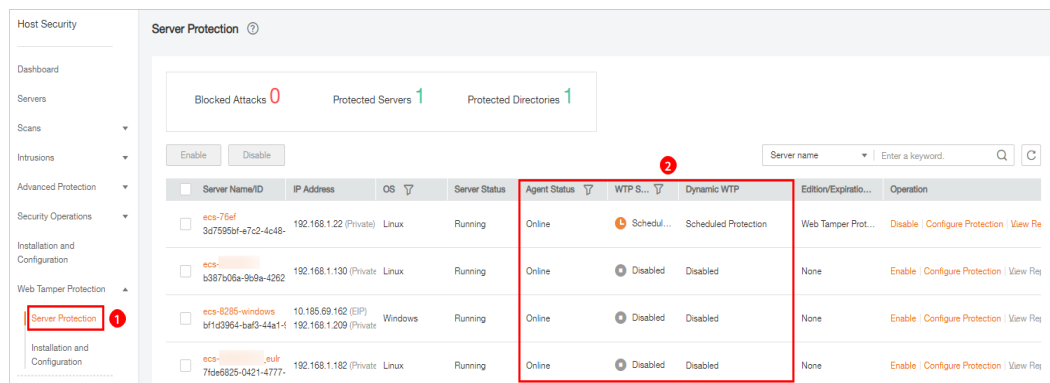 Host Security
Server Protection ?
Dashboard
Servers
Scans
Intrusions
Advanced Protection
Security Operations
Installation and
Configuration
Web Tamper Protection
Server Protection 1
Installation and
Configuration
Blocked Attacks 0 Protected Servers 1 Protected Directories 1
Enable Disable
2
Server name Enter a keyword.
Server Name/ID IP Address OS Server Status Agent Status WTP S... Dynamic WTP Edition/Expiratio... Operation
ecs-76ef
3d7595bf-e7c2-4c48- 192.168.1.22 (Private) Linux Running Online Schedul... Scheduled Protection Web Tamper Prot... Disable Configure Protection View Re
ecs-
b387b06a-9b9a-4262 192.168.1.130 (Private Linux Running Online Disabled Disabled None Enable Configure Protection View Rep
ecs-8285-windows 10.185.69.162 (EIP)
bf1d3964-baf3-44a1-9 192.168.1.209 (Private Windows Running Online Disabled Disabled None Enable Configure Protection View Rep
ecs- _eulr
7fde6825-0421-4777- 192.168.1.182 (Private Linux Running Online Disabled Disabled None Enable Configure Protection View Rep